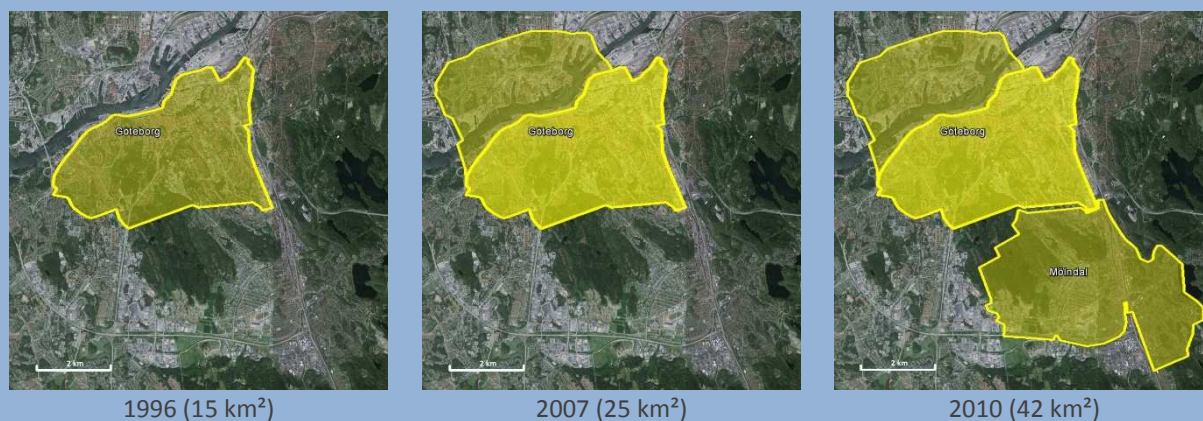 Göteborg
2 km
1996 (15 km²)
Göteborg
2 km
2007 (25 km²)
Göteborg
Mölndal
2 km
2010 (42 km²)